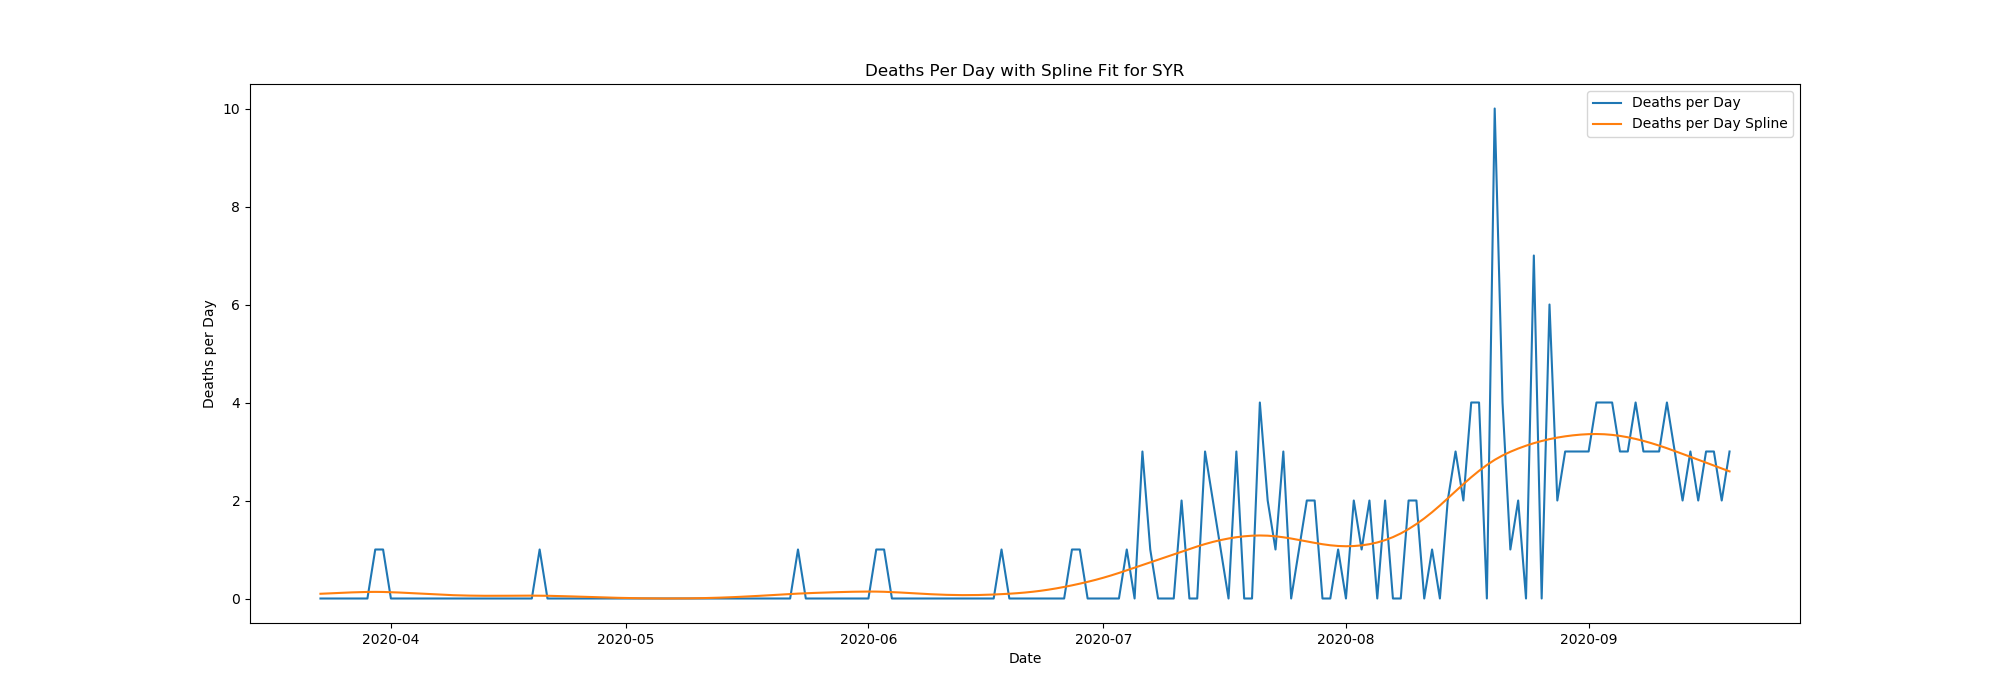 Deaths Per Day with Spline Fit for SYR
Deaths per Day
Deaths per Day Spline
10
8
6
4
2
0
Deaths per Day
2020-04
2020-05
2020-06
2020-07
2020-08
2020-09
Date